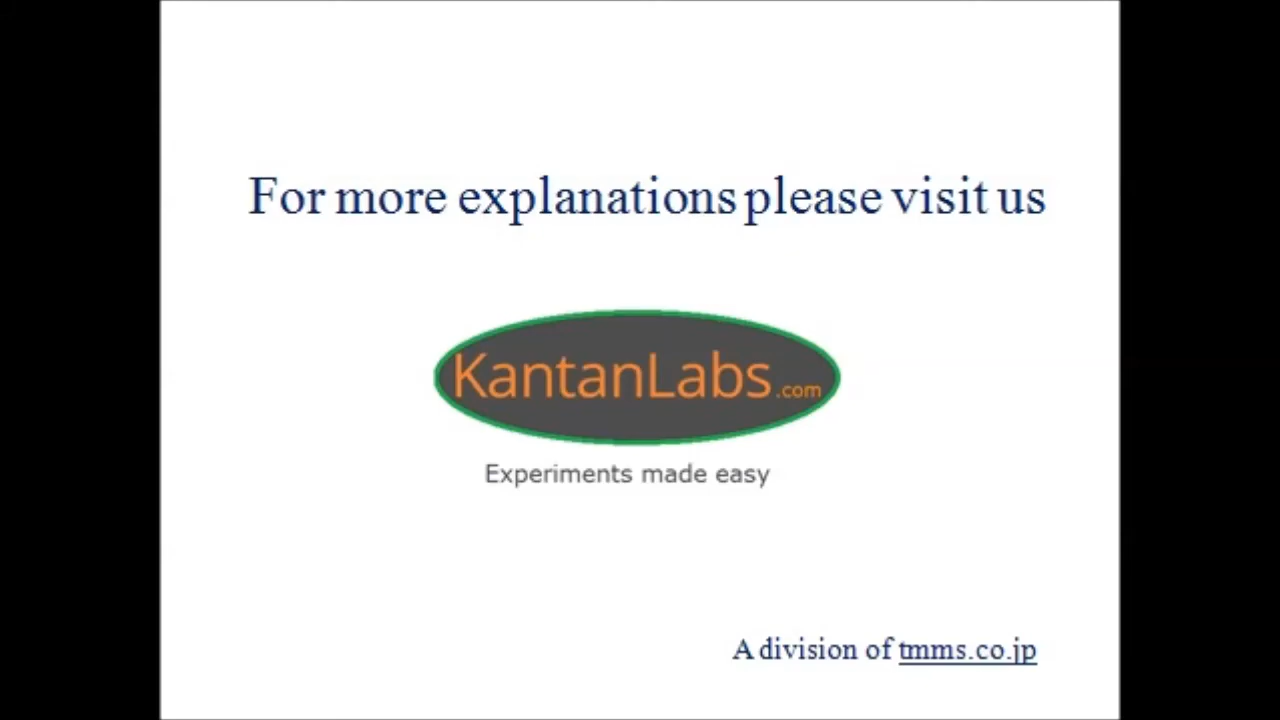 For more explanations please visit us
KantanLabs.com
Experiments made easy
A division of tmms.co.jp